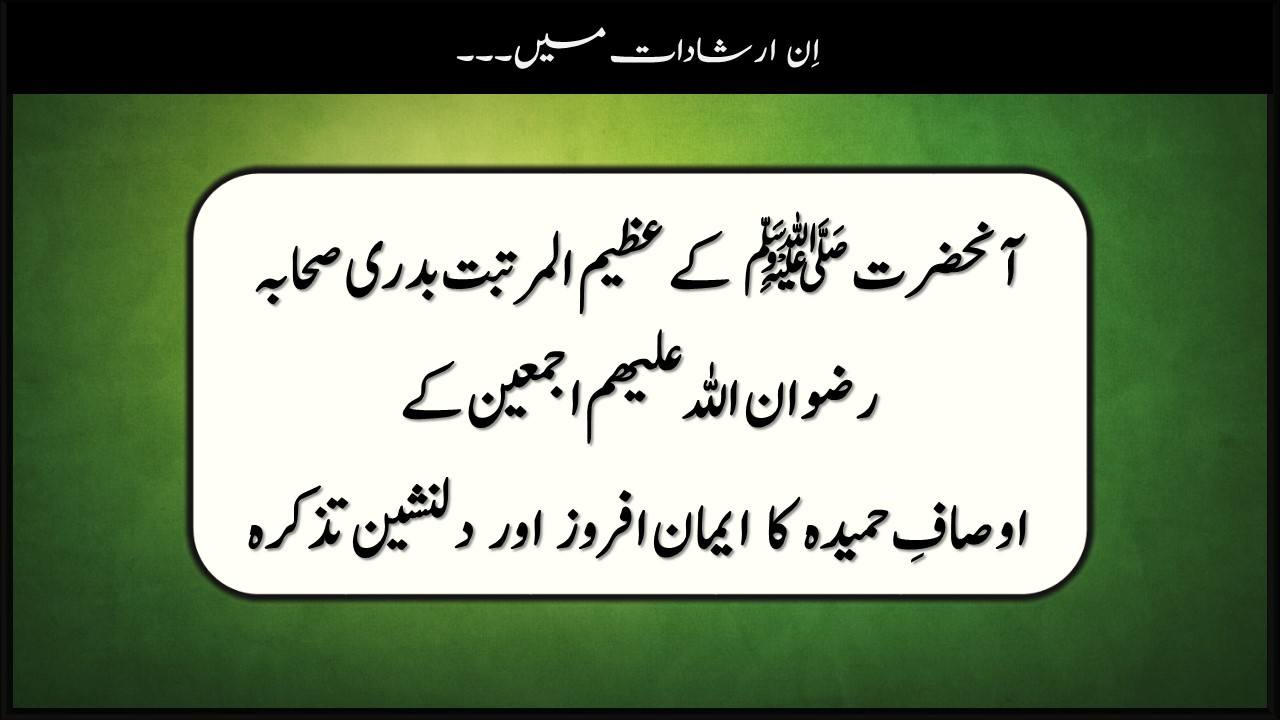 اِن ارشادات میں۔۔۔
آنحضرت ﷺ کے عظیم المرتبت بدری صحابہ
رضوان اللہ علیھم اجمعین کے
اوصافِ حمیدہ کا ایمان افروز اور دلنشین تذکرہ